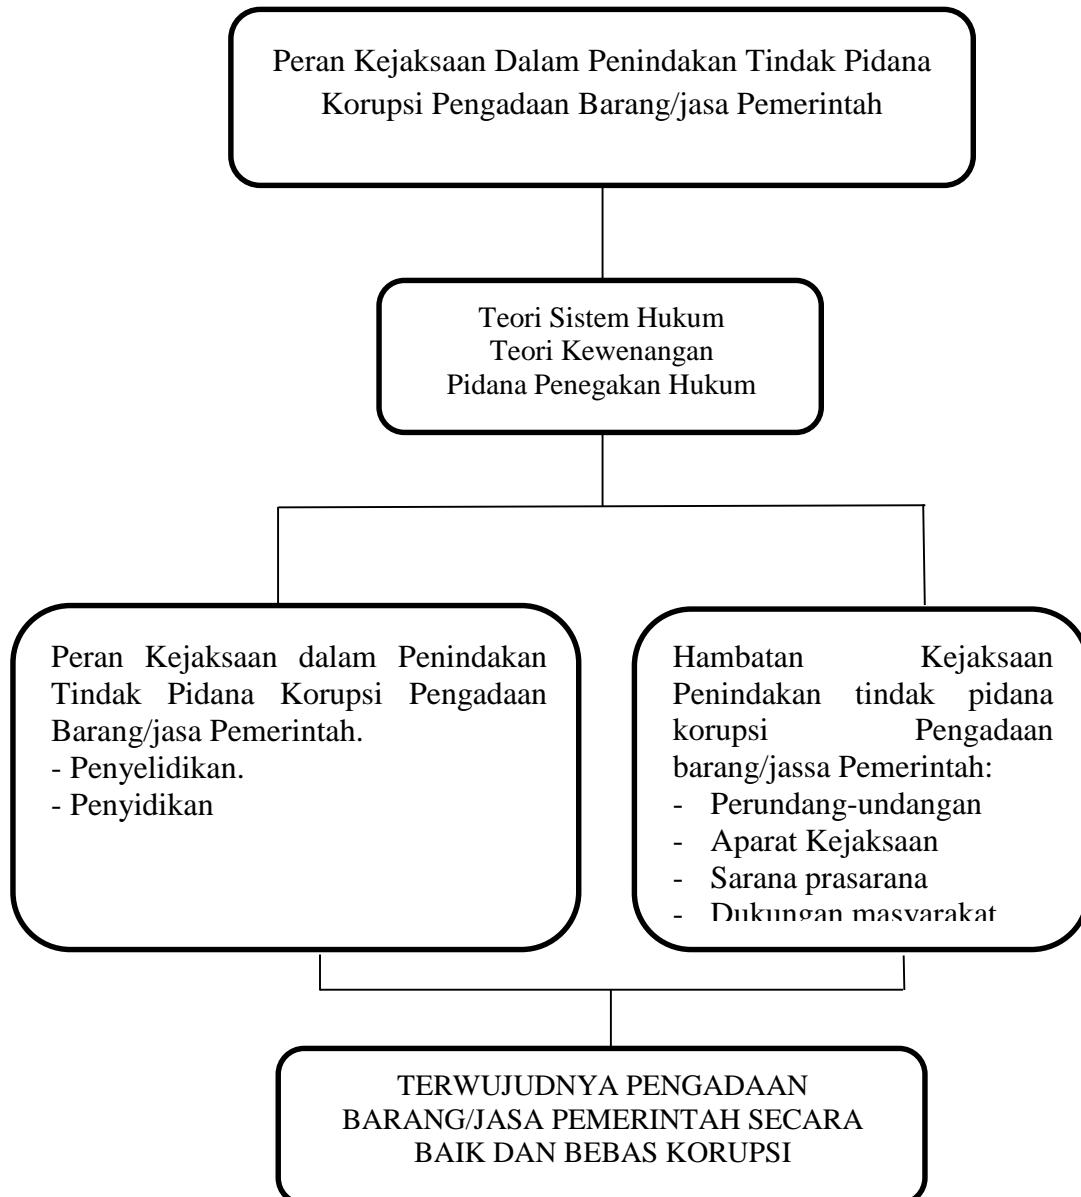 Peran Kejaksaan Dalam Penindakan Tindak Pidana
Korupsi Pengadaan Barang/jasa Pemerintah
Teori Sistem Hukum
Teori Kewenangan
Pidana Penegakan Hukum
Peran Kejaksaan dalam Penindakan
Tindak Pidana Korupsi Pengadaan
Barang/jasa Pemerintah.
- Penyelidikan.
- Penyidikan
Hambatan Kejaksaan
Penindakan tindak pidana
korupsi Pengadaan
barang/jassa Pemerintah:
- Perundang-undangan
- Aparat Kejaksaan
- Sarana prasarana
- Dukungan masyarakat
TERWUJUDNYA PENGADAAN
BARANG/JASA PEMERINTAH SECARA
BAIK DAN BEBAS KORUPSI